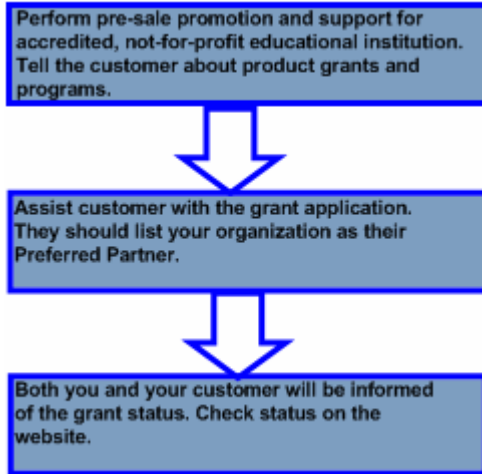 Perform pre-sale promotion and support for
accredited, not-for-profit educational institution.
Tell the customer about product grants and
programs.
Assist customer with the grant application.
They should list your organization as their
Preferred Partner.
Both you and your customer will be informed
of the grant status. Check status on the
website.